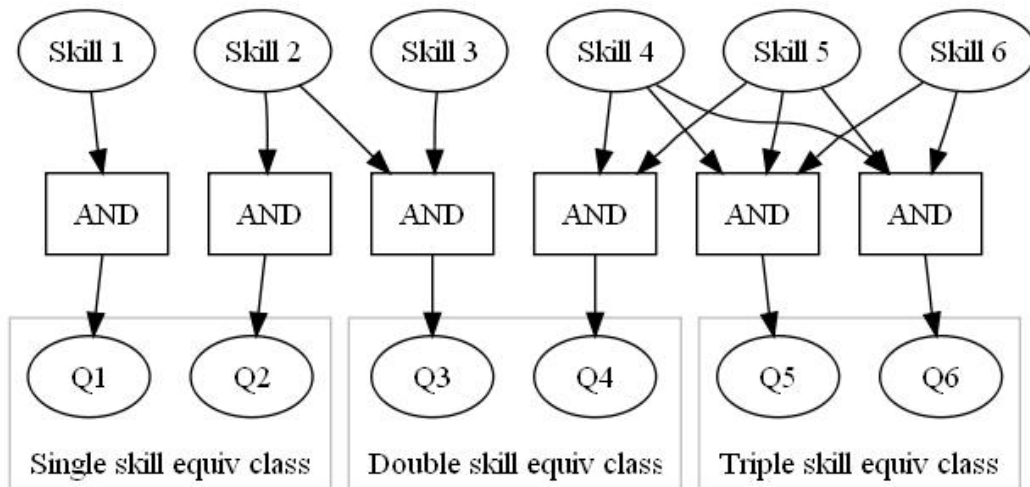 Skill 1 Skill 2 Skill 3 Skill 4 Skill 5 Skill 6
AND AND AND AND AND AND
Q1 Q2 Q3 Q4 Q5 Q6
Single skill equiv class Double skill equiv class Triple skill equiv class